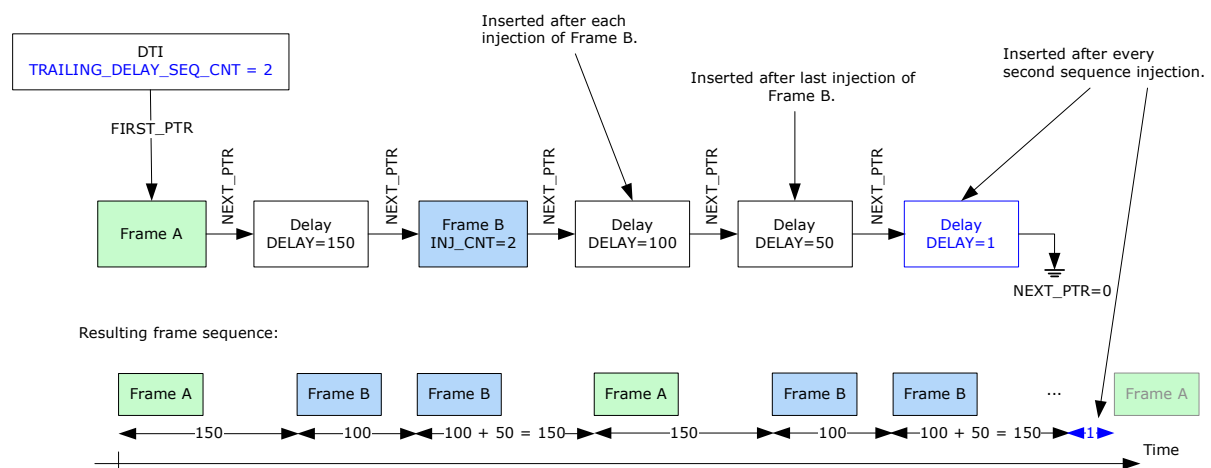 Inserted after each
injection of Frame B.
DTI
TRAILING_DELAY_SEQ_CNT = 2
Inserted after last injection of
Frame B.
Inserted after every
second sequence injection.
FIRST_PTR
Frame A
NEXT_PTR
Delay
DELAY=150
NEXT_PTR
Frame B
INJ_CNT=2
NEXT_PTR
Delay
DELAY=100
NEXT_PTR
Delay
DELAY=50
NEXT_PTR
Delay
DELAY=1
NEXT_PTR=0
Resulting frame sequence:
Frame A
Frame B
Frame B
Frame A
Frame B
Frame B
...
Frame A
150
100
100 + 50 = 150
150
100
100 + 50 = 150
1
Time